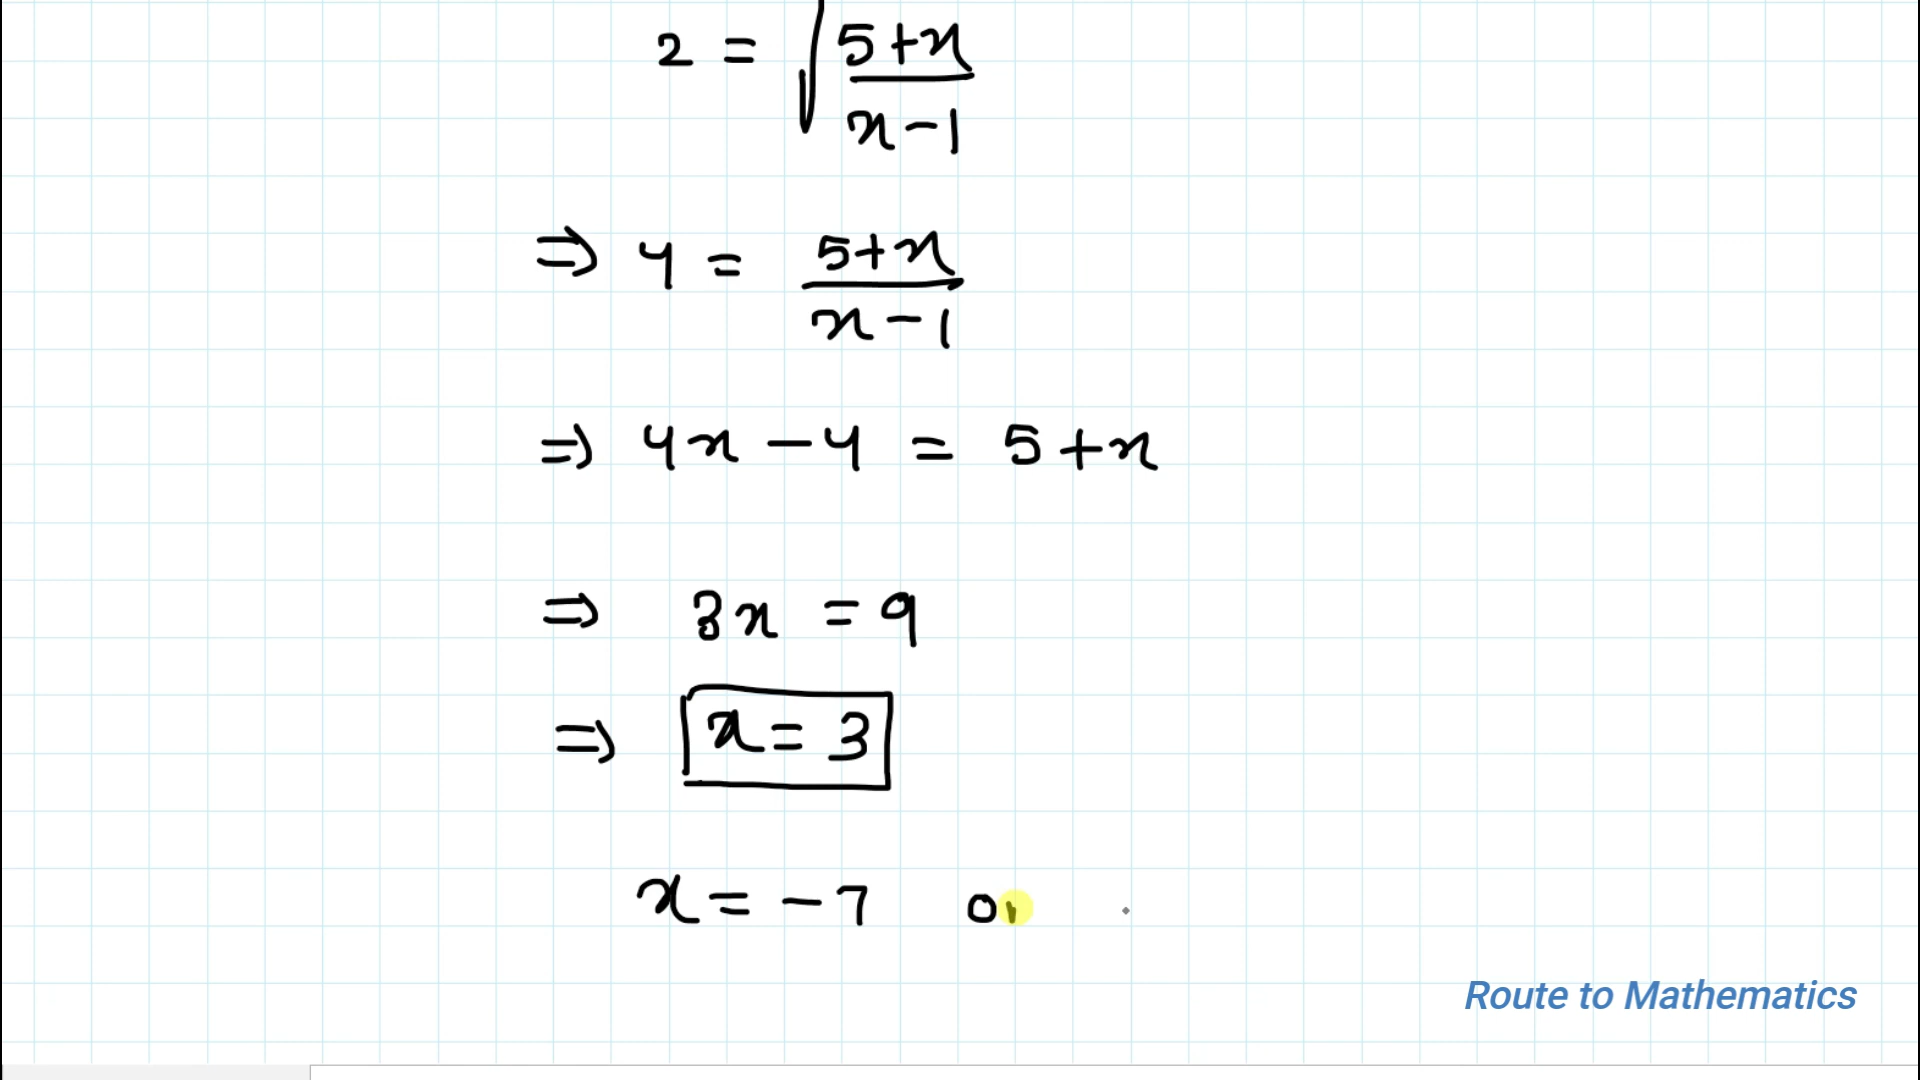 2 = √(5+x)/(x-1)
⇒ 4 = (5+x)/(x-1)
⇒ 4x - 4 = 5+x
⇒ 3x = 9
⇒ x = 3
x = -7 or
Route to Mathematics